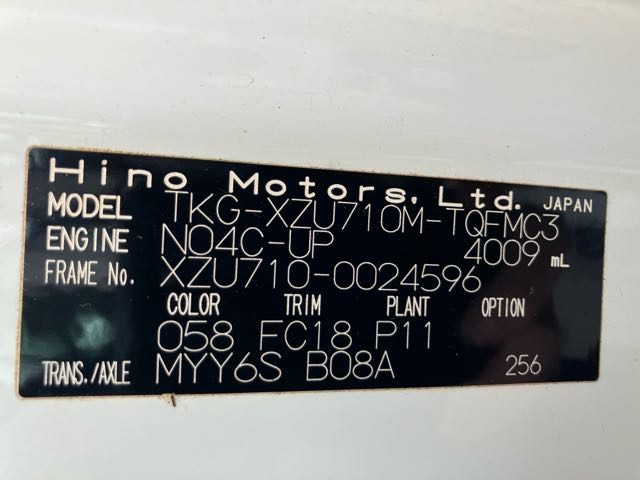 Hino Motors, Ltd. JAPAN
MODEL TKG-XZU710M-TQFMC3
ENGINE N04C-UP 4009 mL
FRAME No. XZU710-0024596
COLOR TRIM PLANT OPTION
058 FC18 P11
TRANS./AXLE MYY6S B08A 256